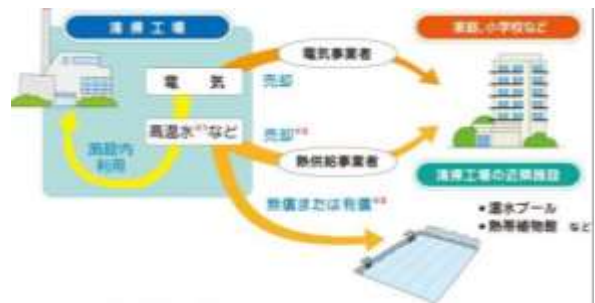 清掃工場
電気
高温水※1など
施設内
利用
電気事業者
売却
売却※2
熱供給事業者
無償または有償※3
家庭、小学校など
清掃工場の近隣施設
●温水プール
●熱帯植物館 など